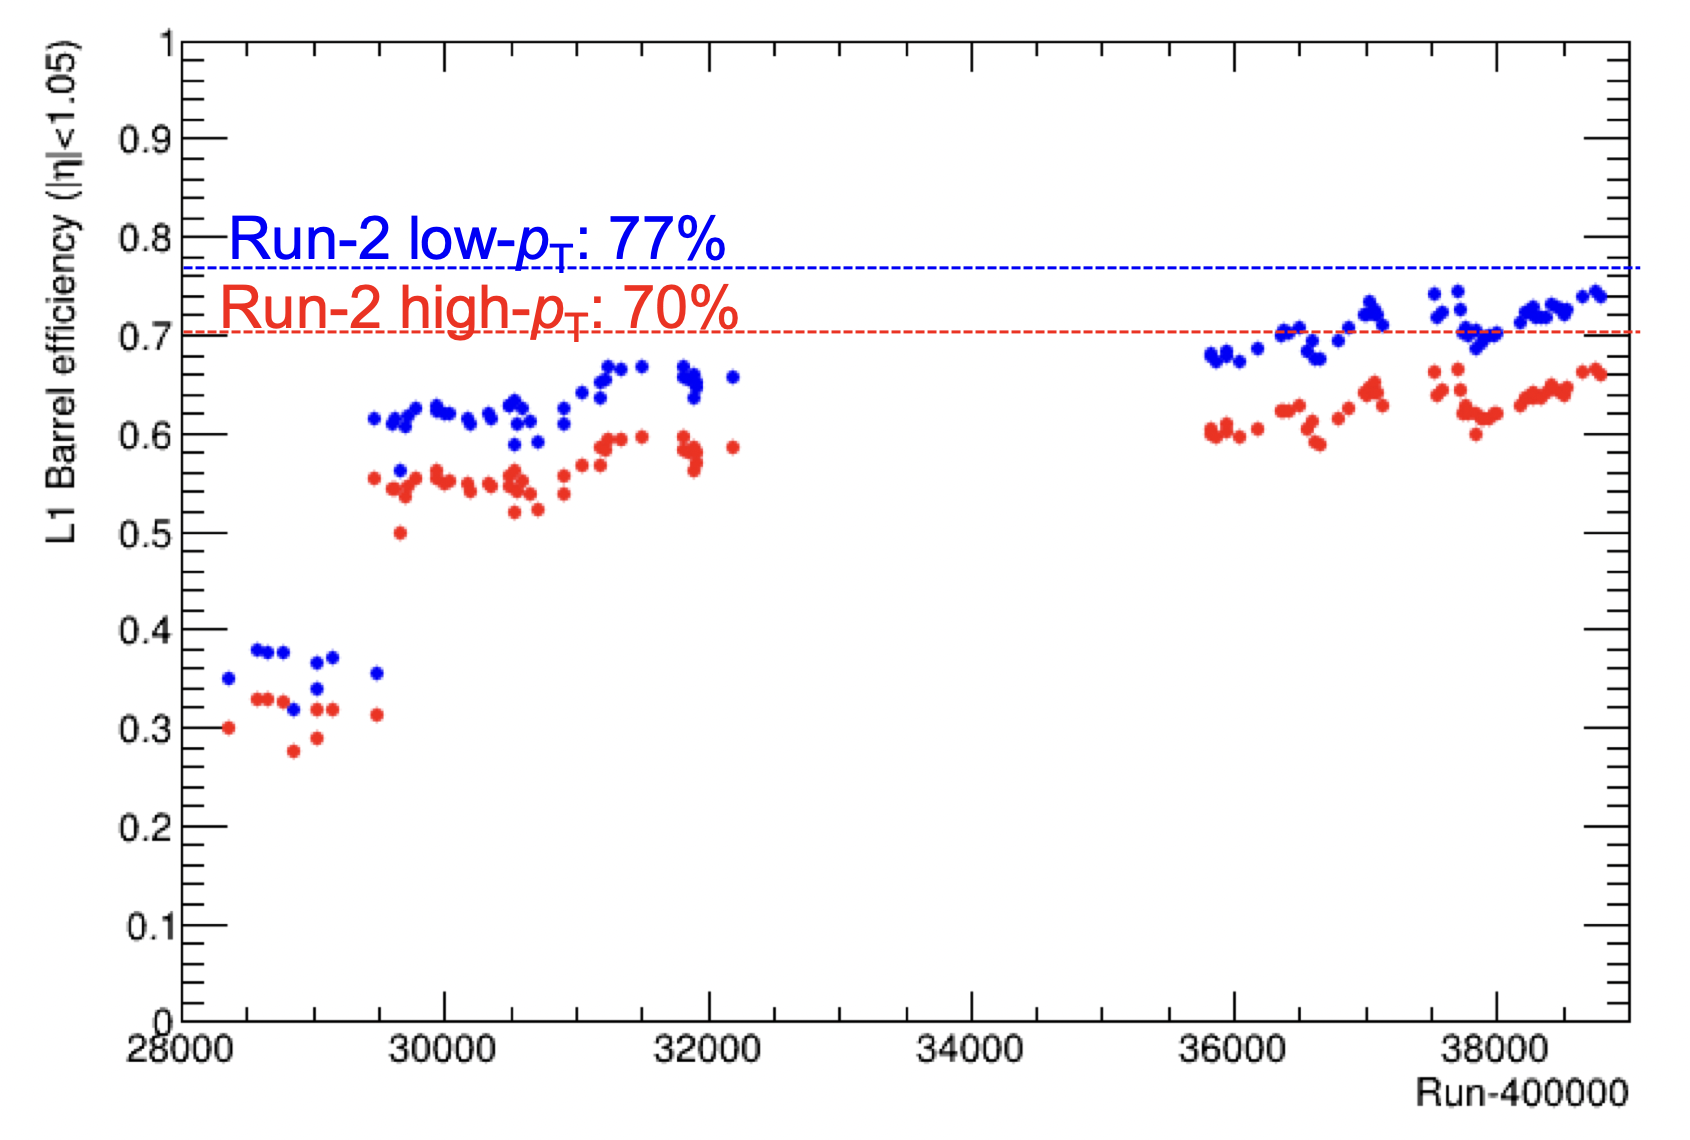 L1 Barrel efficiency (|η|<1.05)
1
0.9
0.8
0.7
0.6
0.5
0.4
0.3
0.2
0.1
0
Run-2 low-pT: 77%
Run-2 high-pT: 70%
28000 30000 32000 34000 36000 38000
Run-400000